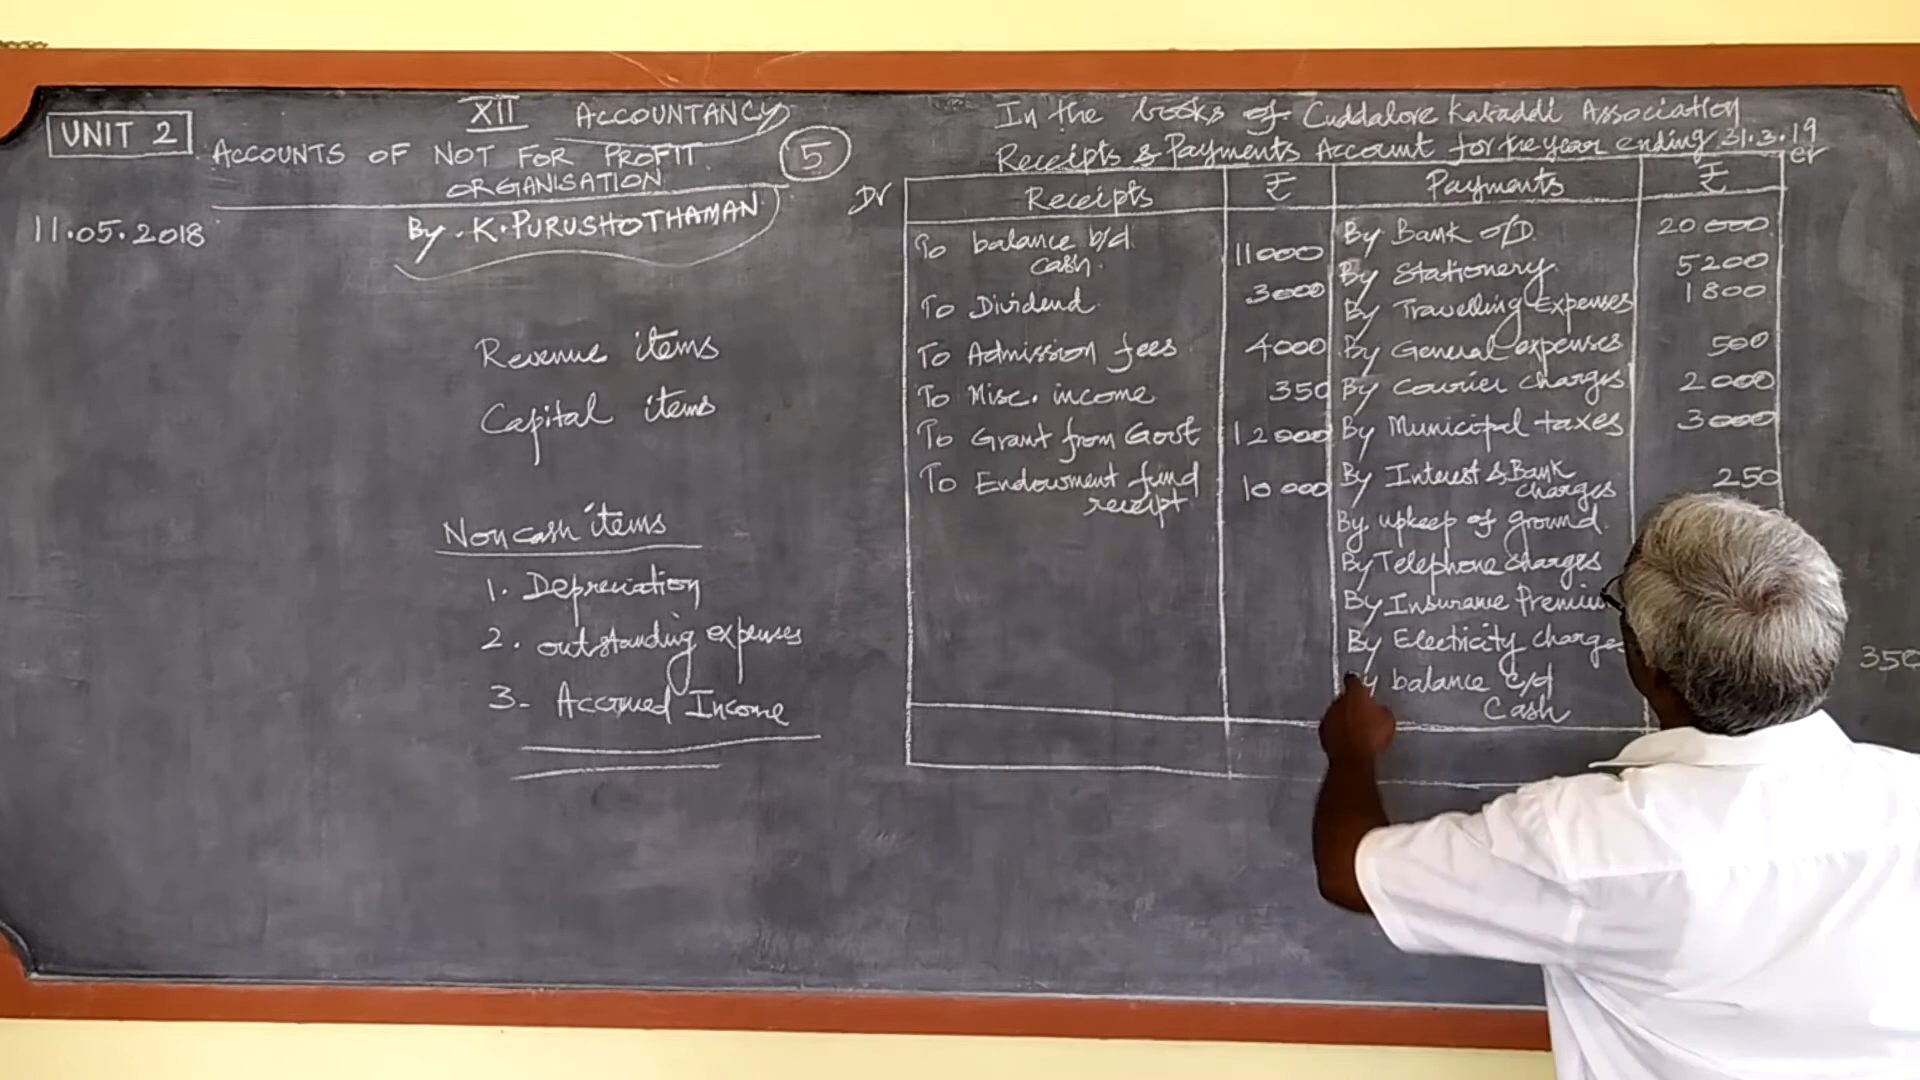 UNIT 2
XII ACCOUNTANCY
ACCOUNTS OF NOT FOR PROFIT
ORGANISATION
5
11.05.2018
By. K. PURUSHOTHAMAN
Revenue items
Capital items
Non cash items
1. Depreciation
2. outstanding expenses
3- Accrued Income
In the books of Cuddalore Kabaddi Association
Receipts & Payments Account for the year ending 31.3.19
Dr cr
Receipts ₹ Payments ₹
To balance b/d By Bank O/D 20000
cash 11000 By Stationery 5200
To Dividend 3000 By Travelling Expenses 1800
To Admission fees 4000 By General expenses 500
To Misc. income 350 By Courier charges 2000
To Grant from Govt 12000 By Municipal taxes 3000
To Endowment fund 10000 By Interest & Bank 250
receipt charges
By upkeep of ground
By Telephone charges
By Insurance
By Electricity charges
350
By balance c/d
Cash